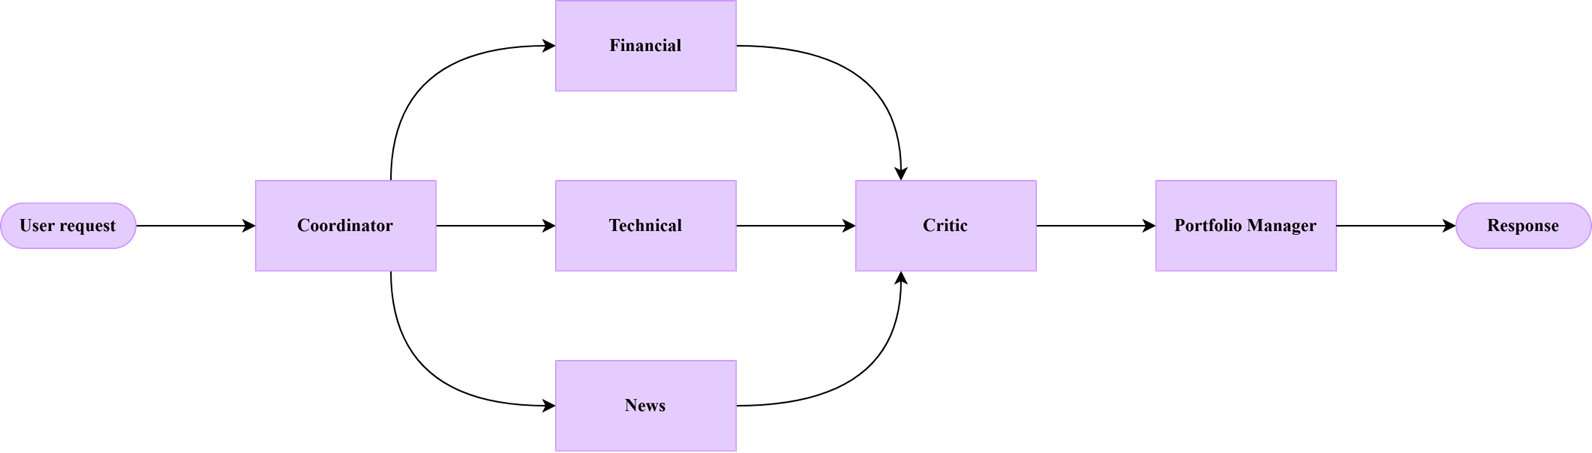 Financial
User request
Coordinator
Technical
Critic
Portfolio Manager
Response
News